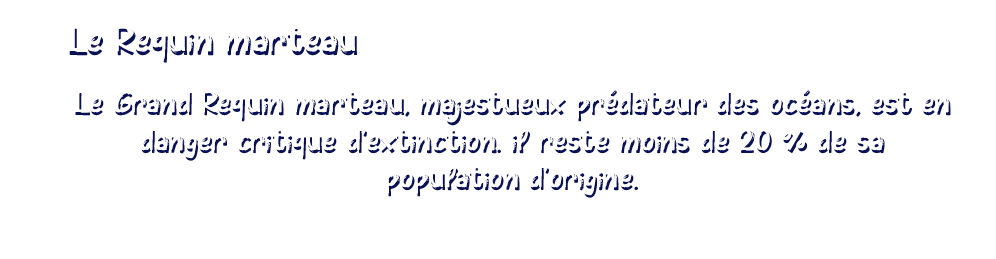 Le Requin marteau
Le Grand Requin marteau, majestueux prédateur des océans, est en
danger critique d'extinction. il reste moins de 20 % de sa
population d'origine.